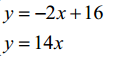 y = −2x + 16
y = 14x